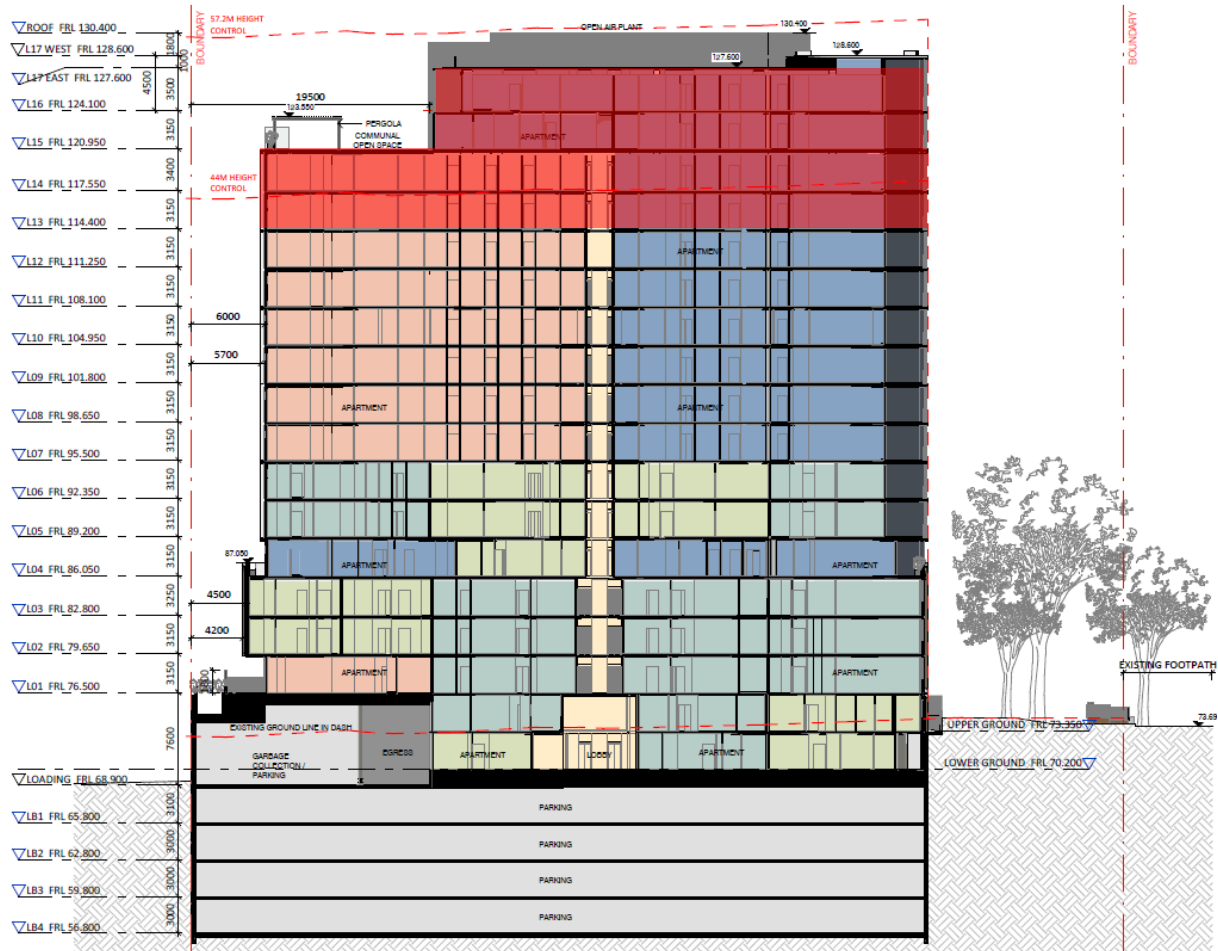 57.2M HEIGHT
CONTROL
ROOF FRL 130.400
OPEN AIR PLANT
130.400
L17 WEST FRL 128.600
128.600
127.600
L17 EAST FRL 127.600
L16 FRL 124.100
L15 FRL 120.950
L14 FRL 117.550
L13 FRL 114.400
L12 FRL 111.250
L11 FRL 108.100
L10 FRL 104.950
L09 FRL 101.800
L08 FRL 98.650
L07 FRL 95.500
L06 FRL 92.350
L05 FRL 89.200
L04 FRL 86.050
L03 FRL 82.800
L02 FRL 79.650
L01 FRL 76.500
LOADING FRL 68.900
LB1 FRL 65.800
LB2 FRL 62.800
LB3 FRL 59.800
LB4 FRL 56.800
1800
1000
4500
3500
3150
3400
3150
3150
3150
3150
3150
3150
3150
3150
3150
3150
3250
3150
3150
7600
3100
3000
3000
3000
BOUNDARY
BOUNDARY
19500
123.550
PERGOLA
COMMUNAL
OPEN SPACE
APARTMENT
44M HEIGHT
CONTROL
APARTMENT
6000
5700
APARTMENT
APARTMENT
87.050
APARTMENT
APARTMENT
4500
4200
APARTMENT
APARTMENT
EXISTING FOOTPATH
73.69
EXISTING GROUND LINE IN DASH
UPPER GROUND FRL 73.350
GARBAGE
COLLECTION /
PARKING
EGRESS
APARTMENT
LOBBY
APARTMENT
LOWER GROUND FRL 70.200
PARKING
PARKING
PARKING
PARKING